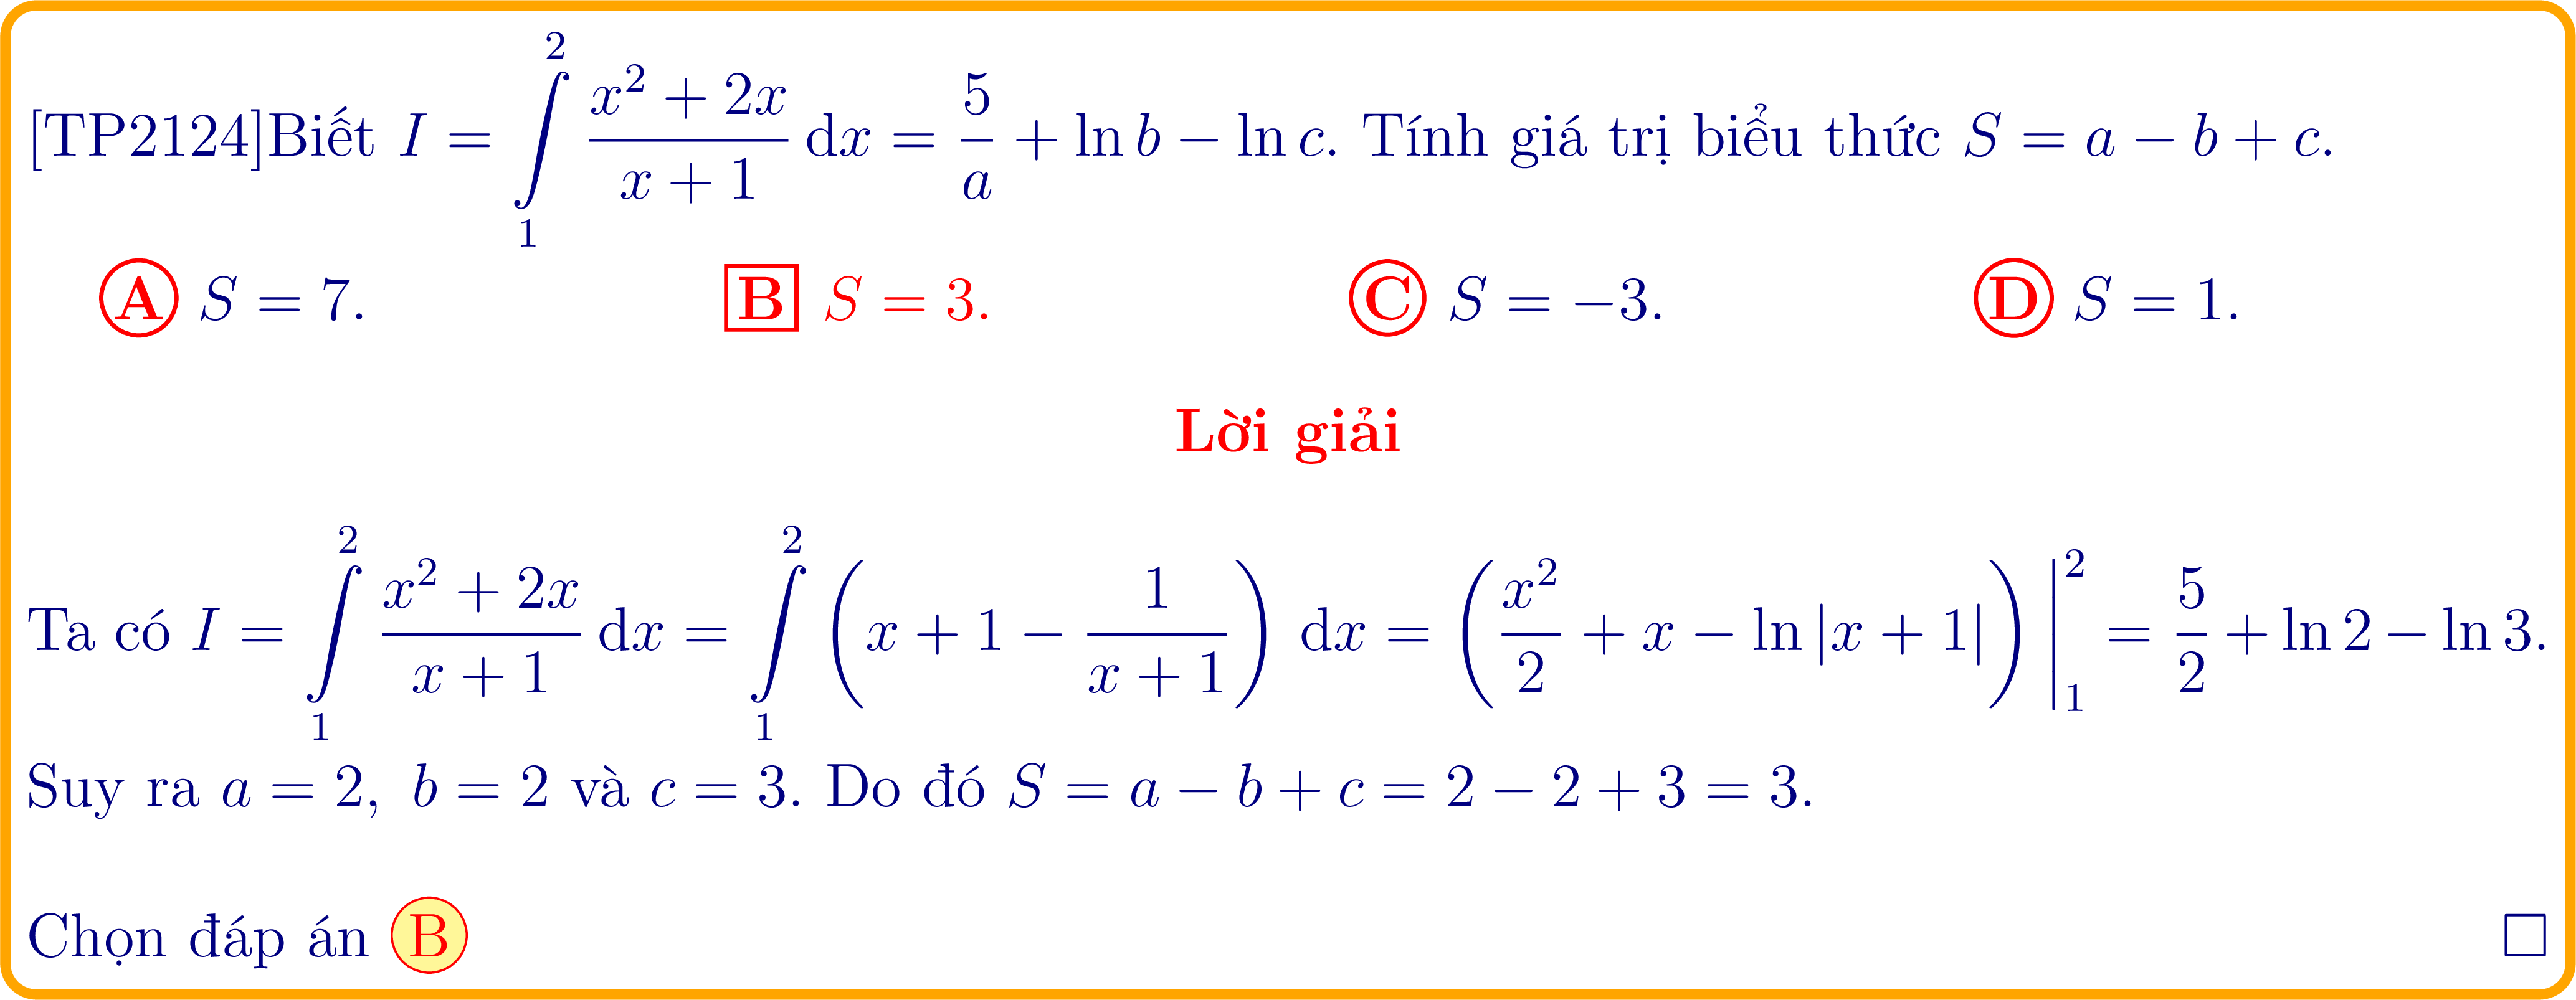 [TP2124]Biết $I = \int\limits_1^2 \frac{x^2 + 2x}{x + 1} \, \mathrm{d}x = \frac{5}{a} + \ln b - \ln c$. Tính giá trị biểu thức $S = a - b + c$.
A $S = 7$. B $S = 3$. C $S = -3$. D $S = 1$.
Lời giải
Ta có $I = \int\limits_1^2 \frac{x^2 + 2x}{x + 1} \, \mathrm{d}x = \int\limits_1^2 \left( x + 1 - \frac{1}{x + 1} \right) \mathrm{d}x = \left( \frac{x^2}{2} + x - \ln |x + 1| \right) \Big|_1^2 = \frac{5}{2} + \ln 2 - \ln 3$.
Suy ra $a = 2, \ b = 2$ và $c = 3$. Do đó $S = a - b + c = 2 - 2 + 3 = 3$.
Chọn đáp án B □